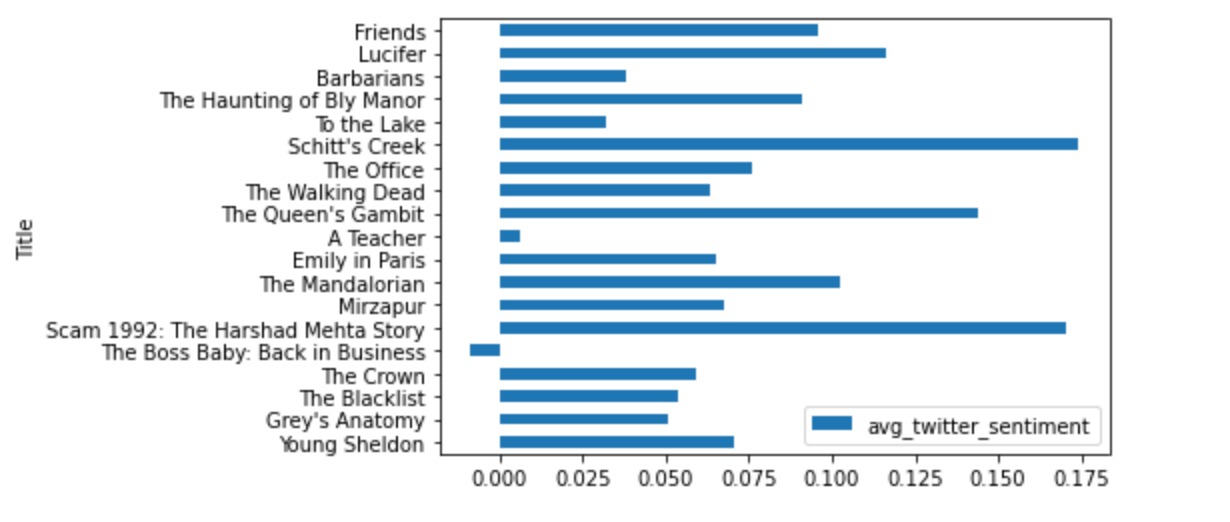 Friends
Lucifer
Barbarians
The Haunting of Bly Manor
To the Lake
Schitt's Creek
The Office
The Walking Dead
The Queen's Gambit
A Teacher
Emily in Paris
The Mandalorian
Mirzapur
Scam 1992: The Harshad Mehta Story
The Boss Baby: Back in Business
The Crown
The Blacklist
Grey's Anatomy
Young Sheldon
Title
avg_twitter_sentiment
0.000 0.025 0.050 0.075 0.100 0.125 0.150 0.175